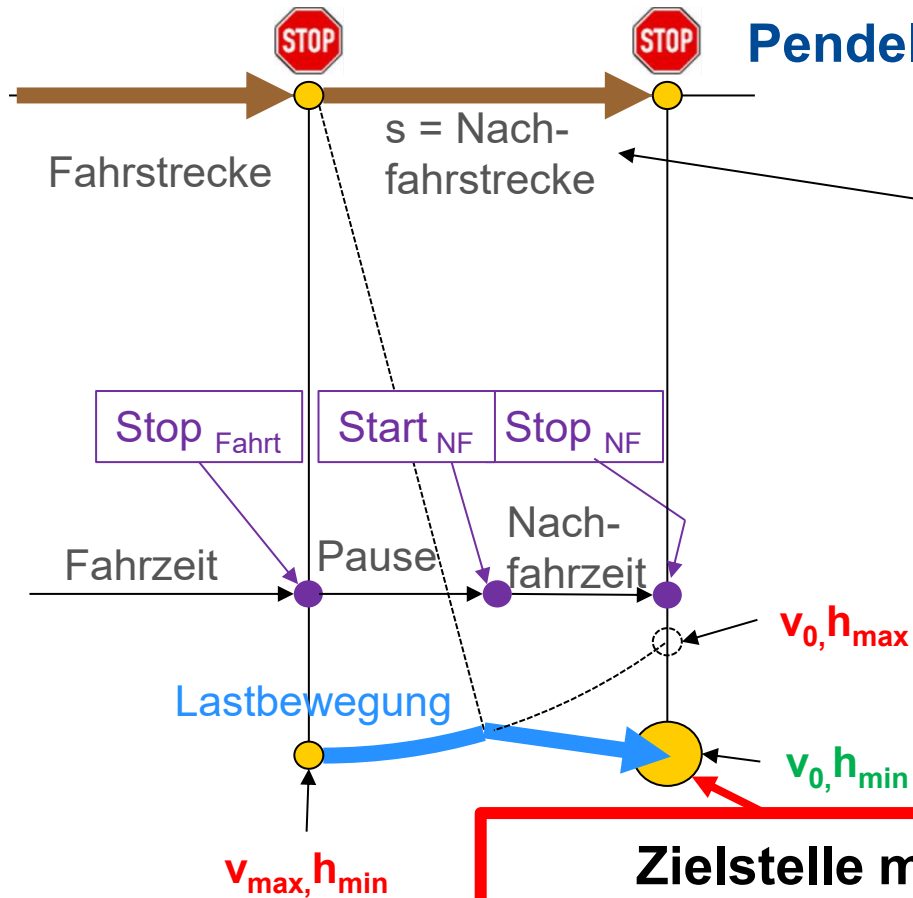 STOP STOP
Pendel
Fahrstrecke
s = Nach-
fahrstrecke
Stop Fahrt
Start NF
Stop NF
Fahrzeit
Pause
Nach-
fahrzeit
v0,hmax
Lastbewegung
v0,hmin
vmax,hmin
Zielstelle m